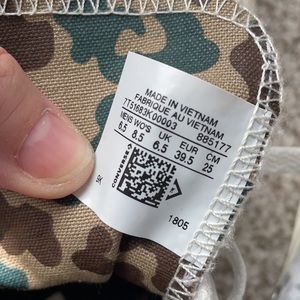 MADE IN VIETNAM
FABRIQUE AU VIETNAM
7T51683K00003 885177
MENS WO'S UK EUR CM
6.5 8.5 6.5 39.5 25
CONVERSE
1805